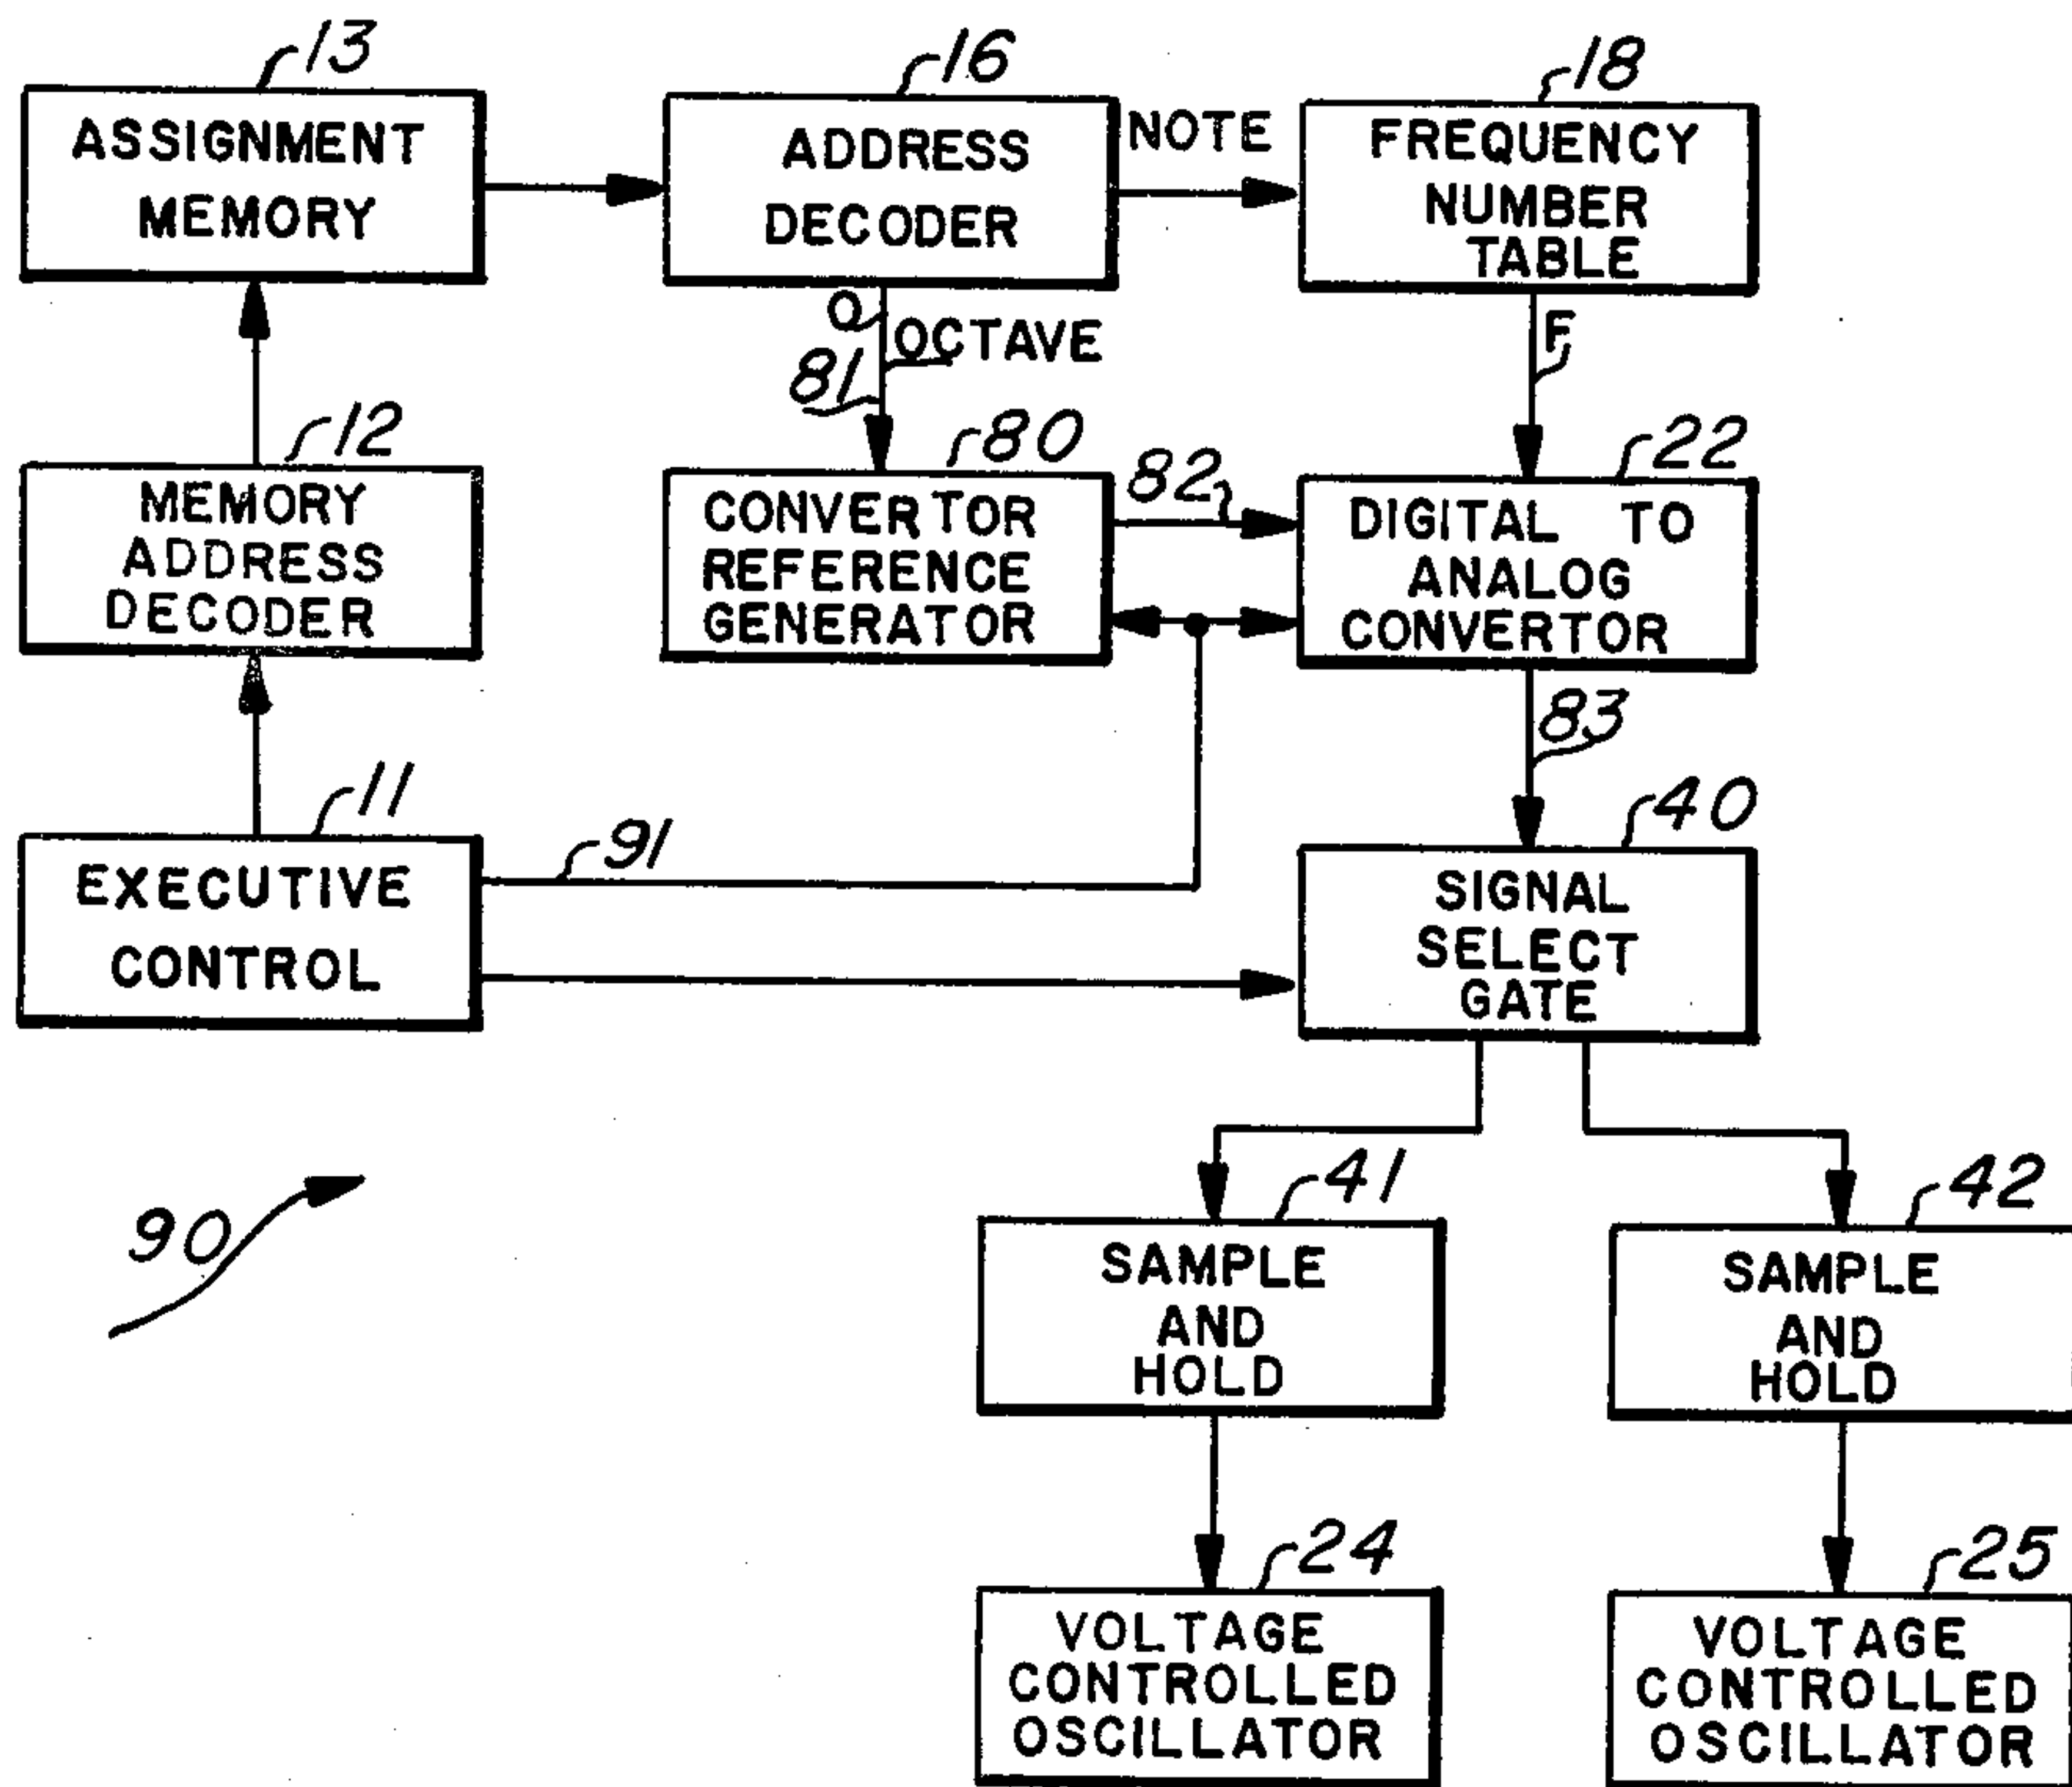 13
ASSIGNMENT
MEMORY
16
ADDRESS
DECODER
NOTE
18
FREQUENCY
NUMBER
TABLE
O
OCTAVE
81
F
12
MEMORY
ADDRESS
DECODER
80
CONVERTOR
REFERENCE
GENERATOR
82
22
DIGITAL TO
ANALOG
CONVERTOR
83
11
EXECUTIVE
CONTROL
91
40
SIGNAL
SELECT
GATE
90
41
SAMPLE
AND
HOLD
42
SAMPLE
AND
HOLD
24
VOLTAGE
CONTROLLED
OSCILLATOR
25
VOLTAGE
CONTROLLED
OSCILLATOR